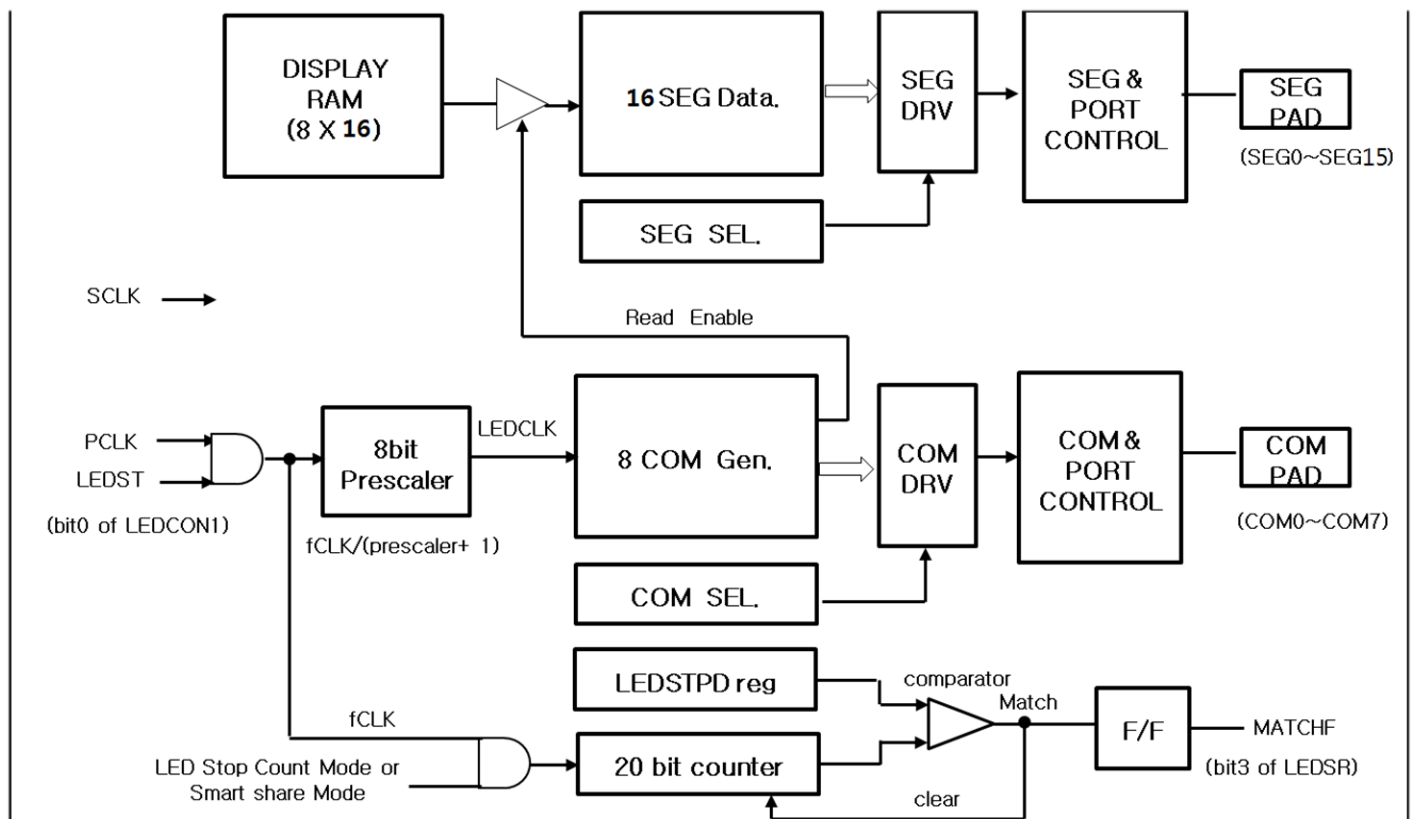 DISPLAY
RAM
(8 X 16)
16 SEG Data.
SEG
DRV
SEG &
PORT
CONTROL
SEG
PAD
(SEG0~SEG15)
SEG SEL.
SCLK
Read Enable
PCLK
LEDST
(bit0 of LEDCON1)
8bit
Prescaler
fCLK/(prescaler+ 1)
LEDCLK
8 COM Gen.
COM
DRV
COM &
PORT
CONTROL
COM
PAD
(COM0~COM7)
COM SEL.
LEDSTPD reg
comparator
Match
fCLK
LED Stop Count Mode or
Smart share Mode
20 bit counter
clear
F/F
MATCHF
(bit3 of LEDSR)